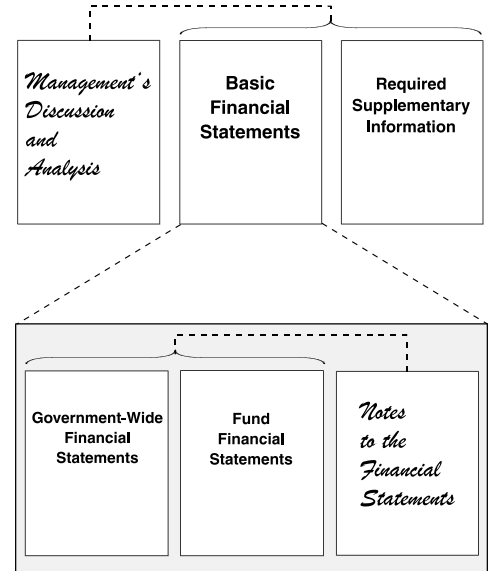 Management's
Discussion
and
Analysis
Basic
Financial
Statements
Required
Supplementary
Information
Government-Wide
Financial
Statements
Fund
Financial
Statements
Notes
to the
Financial
Statements